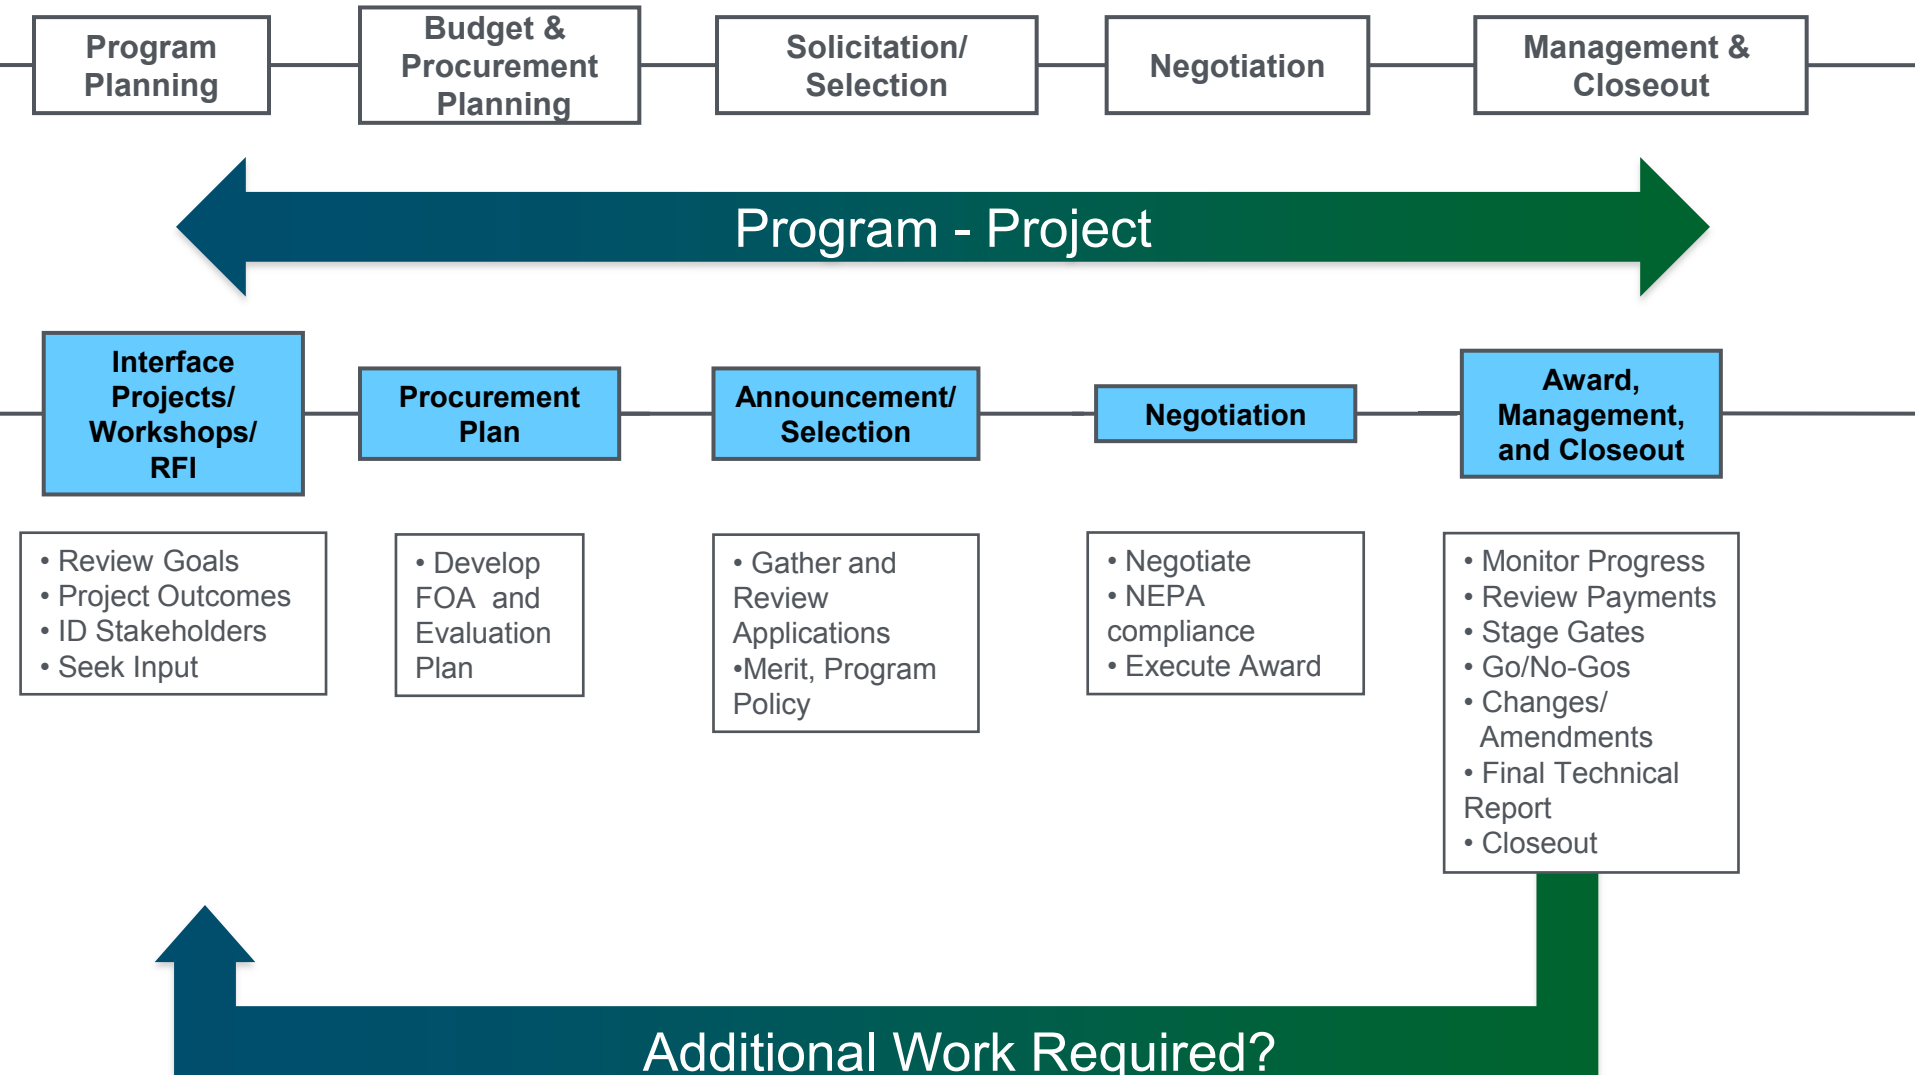 Program
Planning
Budget &
Procurement
Planning
Solicitation/
Selection
Negotiation
Management &
Closeout
Program - Project
Interface
Projects/
Workshops/
RFI
Procurement
Plan
Announcement/
Selection
Negotiation
Award,
Management,
and Closeout
• Review Goals
• Project Outcomes
• ID Stakeholders
• Seek Input
• Develop
FOA and
Evaluation
Plan
• Gather and
Review
Applications
•Merit, Program
Policy
• Negotiate
• NEPA
compliance
• Execute Award
• Monitor Progress
• Review Payments
• Stage Gates
• Go/No-Gos
• Changes/
Amendments
• Final Technical
Report
• Closeout
Additional Work Required?